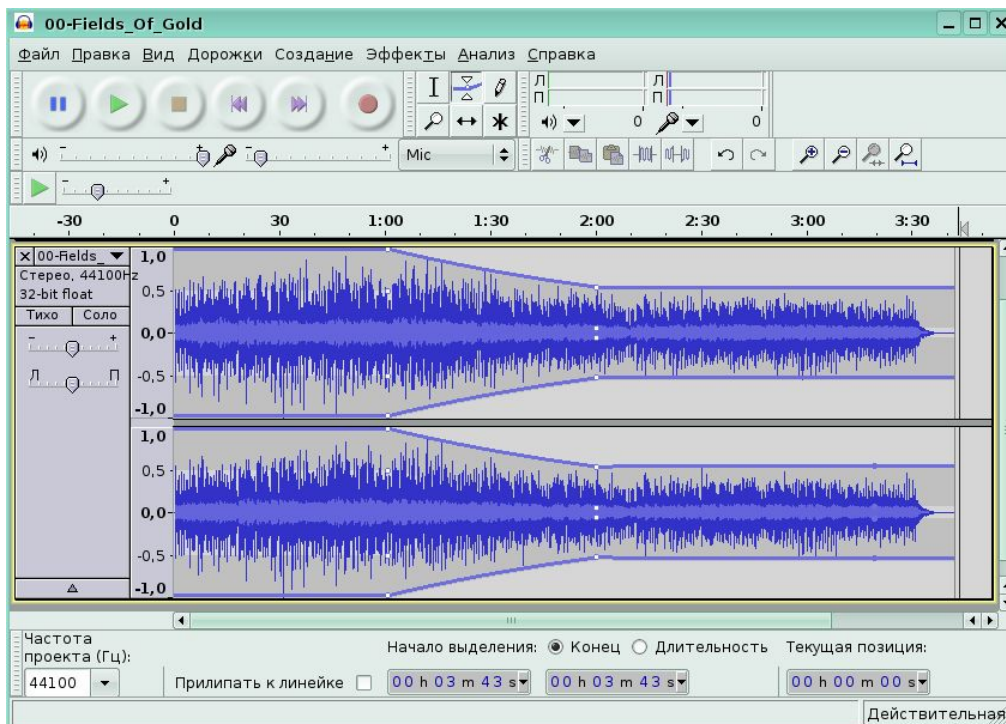 00-Fields_Of_Gold
Файл Правка Вид Дорожки Создание Эффекты Анализ Справка
Л Л
П П
0 0
- + - + Mic
- +
-30 0 30 1:00 1:30 2:00 2:30 3:00 3:30
00-Fields_
Стерео, 44100Hz
32-bit float
Тихо Соло
- +
Л П
1,0
0,5
0,0
-0,5
-1,0
1,0
0,5
0,0
-0,5
-1,0
Частота
проекта (Гц):
44100
Начало выделения: Конец Длительность Текущая позиция:
Прилипать к линейке 00 h 03 m 43 s 00 h 03 m 43 s 00 h 00 m 00 s
Действительная